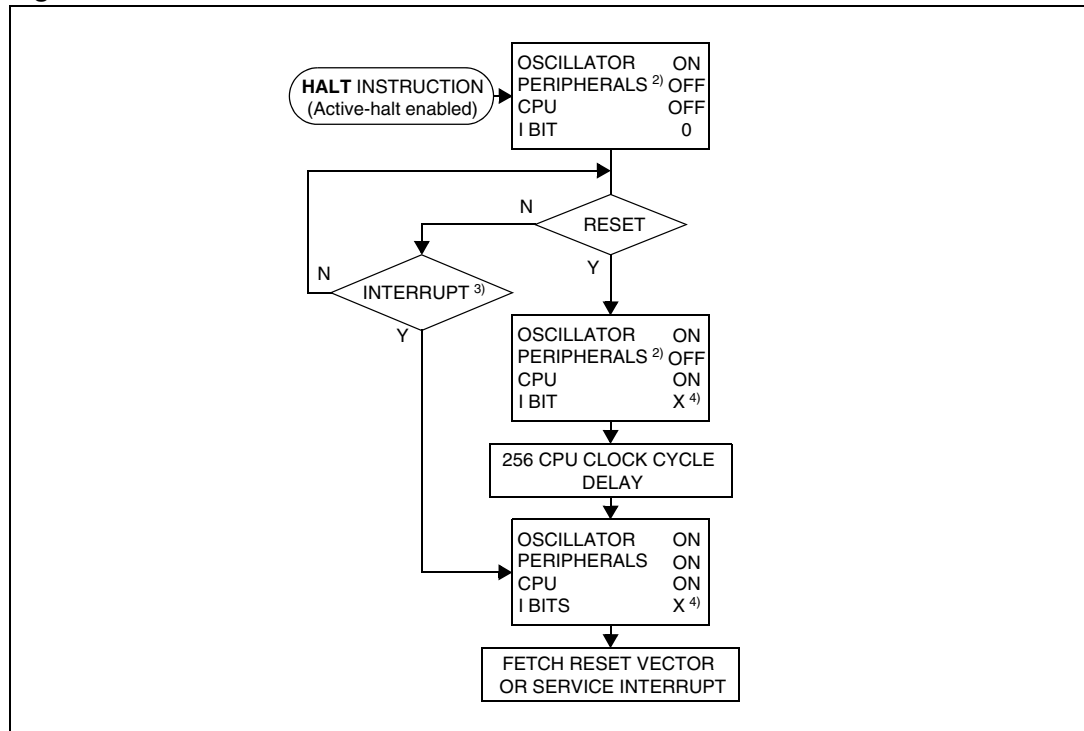 HALT INSTRUCTION
(Active-halt enabled)
OSCILLATOR ON
PERIPHERALS 2) OFF
CPU OFF
I BIT 0
N
RESET
Y
N
INTERRUPT 3)
Y
OSCILLATOR ON
PERIPHERALS 2) OFF
CPU ON
I BIT X 4)
256 CPU CLOCK CYCLE
DELAY
OSCILLATOR ON
PERIPHERALS ON
CPU ON
I BITS X 4)
FETCH RESET VECTOR
OR SERVICE INTERRUPT